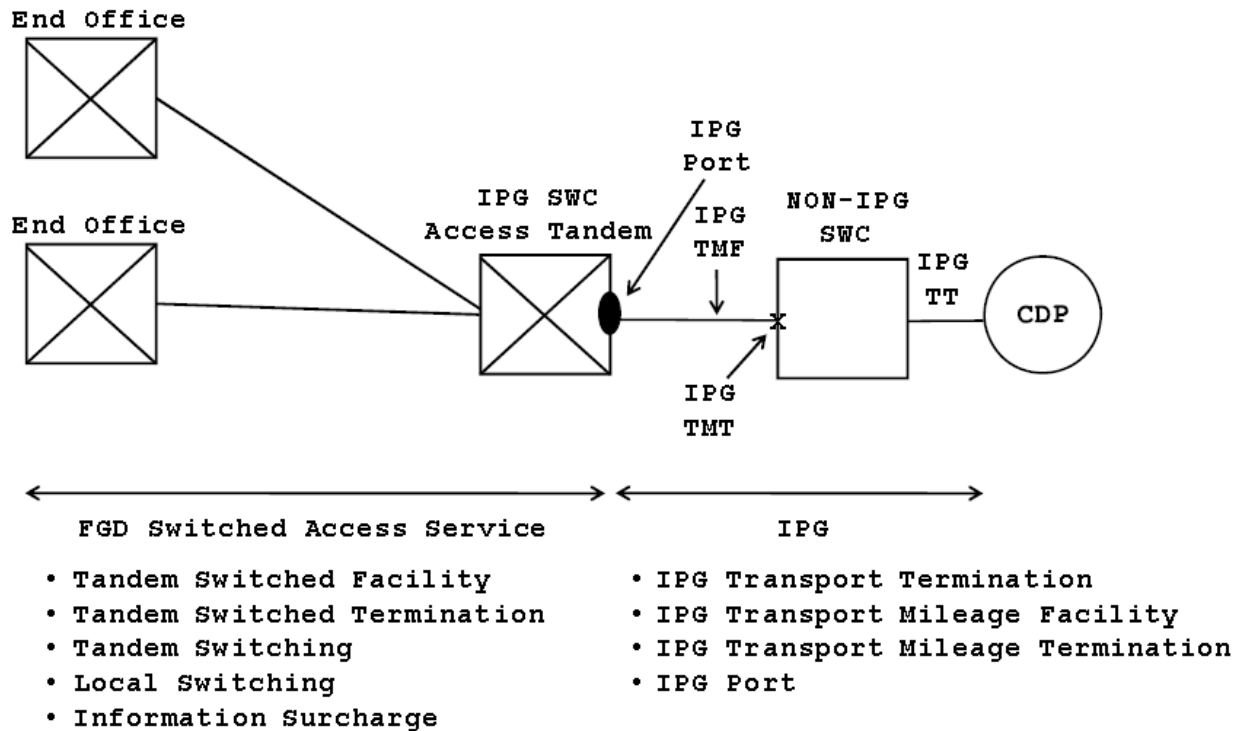 End Office
End Office
IPG SWC
Access Tandem
IPG
Port
IPG
TMF
IPG
TMT
NON-IPG
SWC
IPG
TT
CDP
FGD Switched Access Service
• Tandem Switched Facility
• Tandem Switched Termination
• Tandem Switching
• Local Switching
• Information Surcharge
IPG
• IPG Transport Termination
• IPG Transport Mileage Facility
• IPG Transport Mileage Termination
• IPG Port